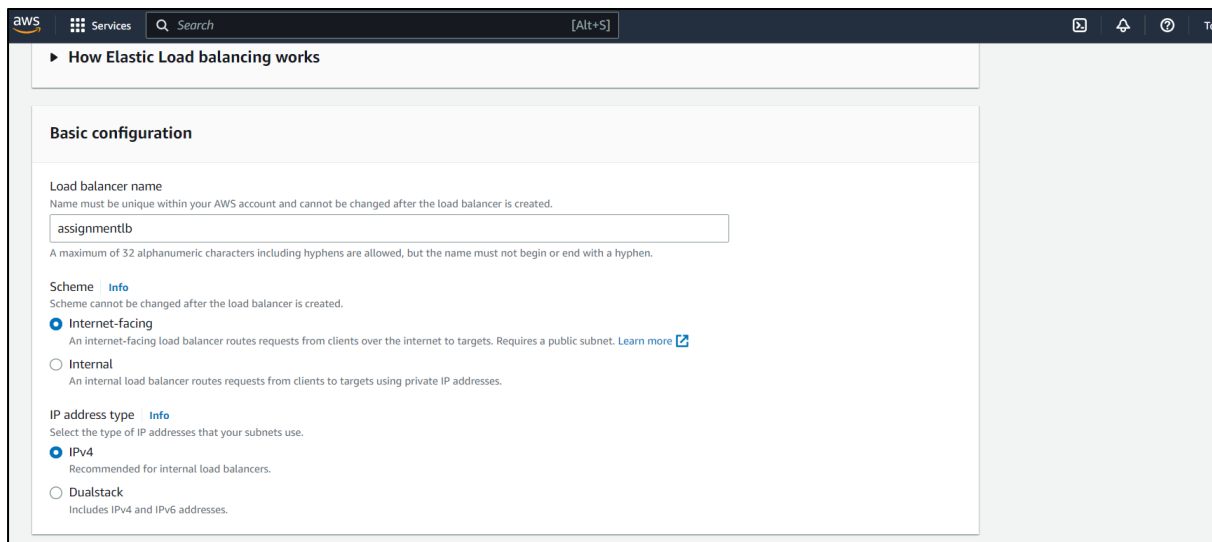 aws
Services
Search [Alt+S]
How Elastic Load balancing works
Basic configuration
Load balancer name
Name must be unique within your AWS account and cannot be changed after the load balancer is created.
assignmentlb
A maximum of 32 alphanumeric characters including hyphens are allowed, but the name must not begin or end with a hyphen.
Scheme Info
Scheme cannot be changed after the load balancer is created.
Internet-facing
An internet-facing load balancer routes requests from clients over the internet to targets. Requires a public subnet. Learn more
Internal
An internal load balancer routes requests from clients to targets using private IP addresses.
IP address type Info
Select the type of IP addresses that your subnets use.
IPv4
Recommended for internal load balancers.
Dualstack
Includes IPv4 and IPv6 addresses.